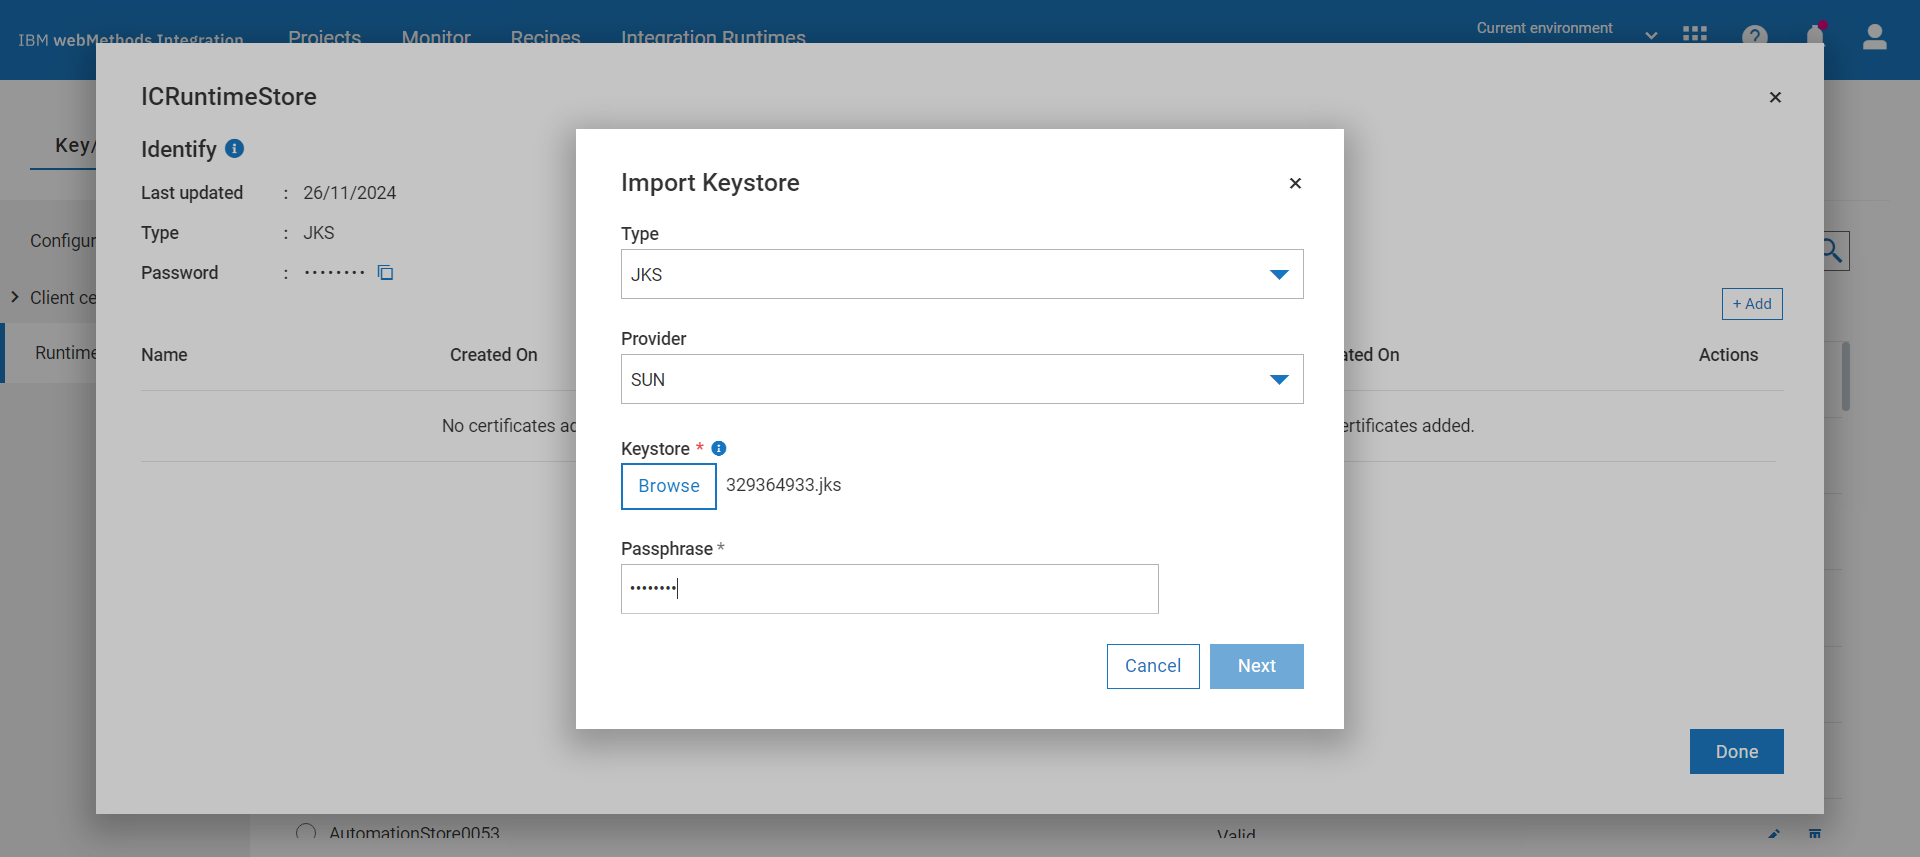 IBM webMethods Integration Projects Monitor Recipes Integration Runtimes Current environment
ICRuntimeStore
Key/
Identify
Last updated : 26/11/2024
Type : JKS
Password : ••••••••
Configur
Client ce
Runtime
+ Add
Name Created On ated On Actions
No certificates ad ertificates added.
Import Keystore
Type
JKS
Provider
SUN
Keystore *
Browse 329364933.jks
Passphrase *
••••••••
Cancel Next
Done
AutomationStore0053 Valid